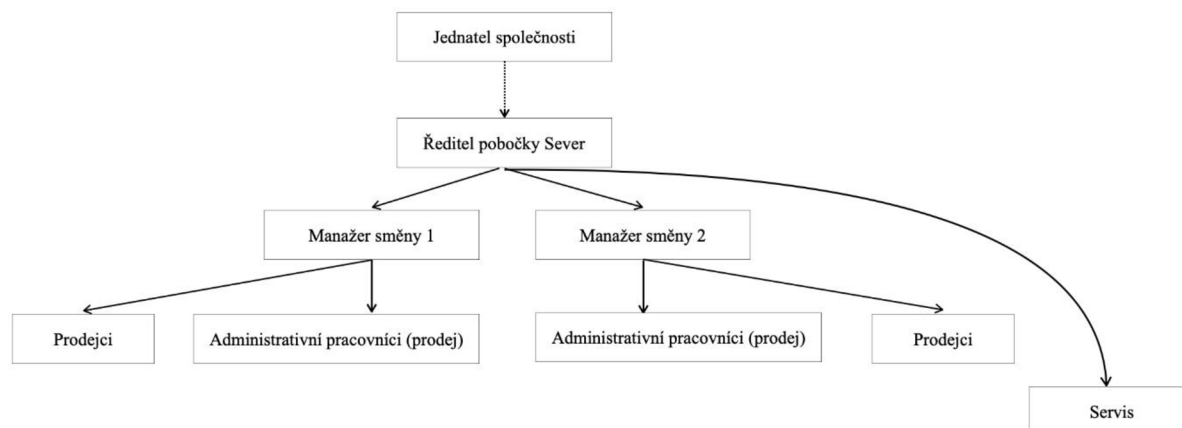 Jednatel společnosti
Ředitel pobočky Sever
Manažer směny 1
Manažer směny 2
Prodejci
Administrativní pracovníci (prodej)
Administrativní pracovníci (prodej)
Prodejci
Servis